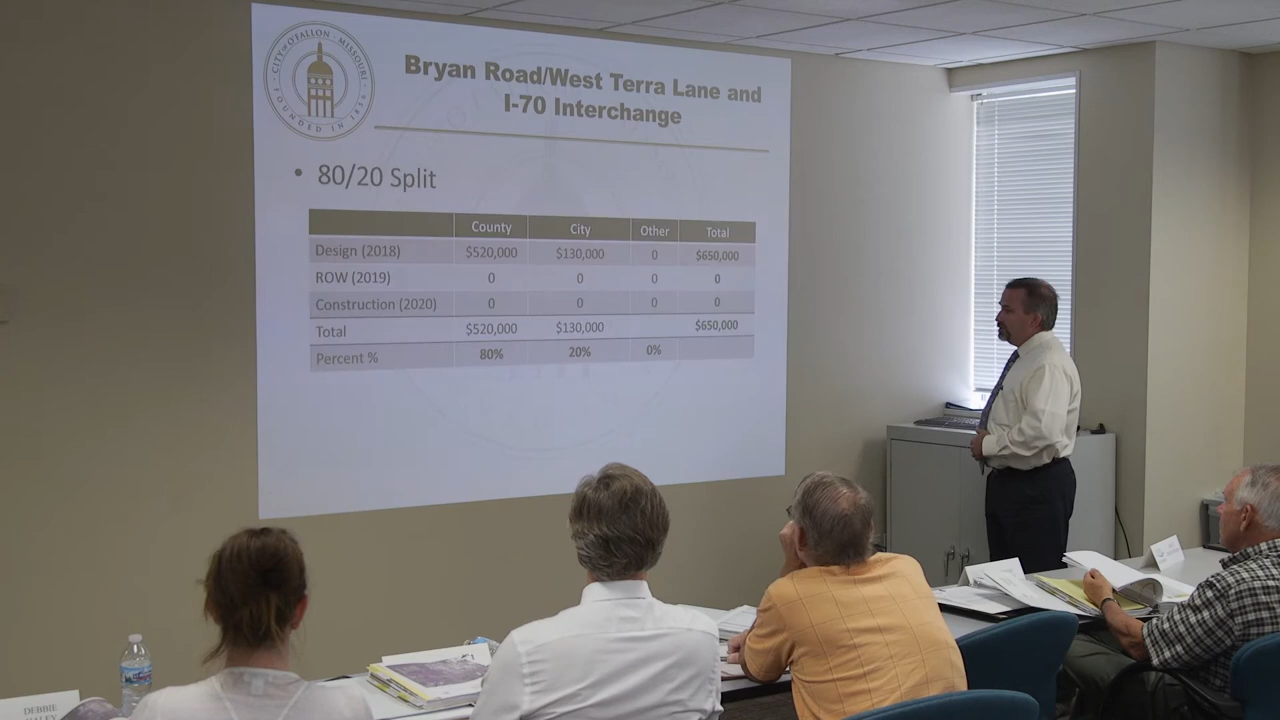 CITY OF O'FALLON · MISSOURI
FOUNDED IN 1856
Bryan Road/West Terra Lane and
I-70 Interchange
• 80/20 Split
County City Other Total
Design (2018) $520,000 $130,000 0 $650,000
ROW (2019) 0 0 0 0
Construction (2020) 0 0 0 0
Total $520,000 $130,000 $650,000
Percent % 80% 20% 0%
DEBBIE
HALEY